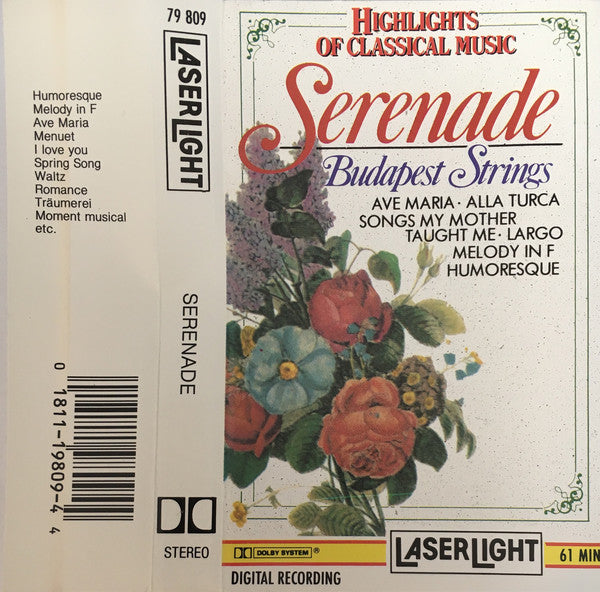 Humoresque
Melody in F
Ave Maria
Menuet
I love you
Spring Song
Waltz
Romance
Träumerei
Moment musical
etc.
0 1811-19809-4 4
79 809
LASERLIGHT
SERENADE
STEREO
HIGHLIGHTS
OF CLASSICAL MUSIC
Serenade
Budapest Strings
AVE MARIA · ALLA TURCA
SONGS MY MOTHER
TAUGHT ME · LARGO
MELODY IN F
HUMORESQUE
DOLBY SYSTEM ®
LASERLIGHT
61 MIN
DIGITAL RECORDING